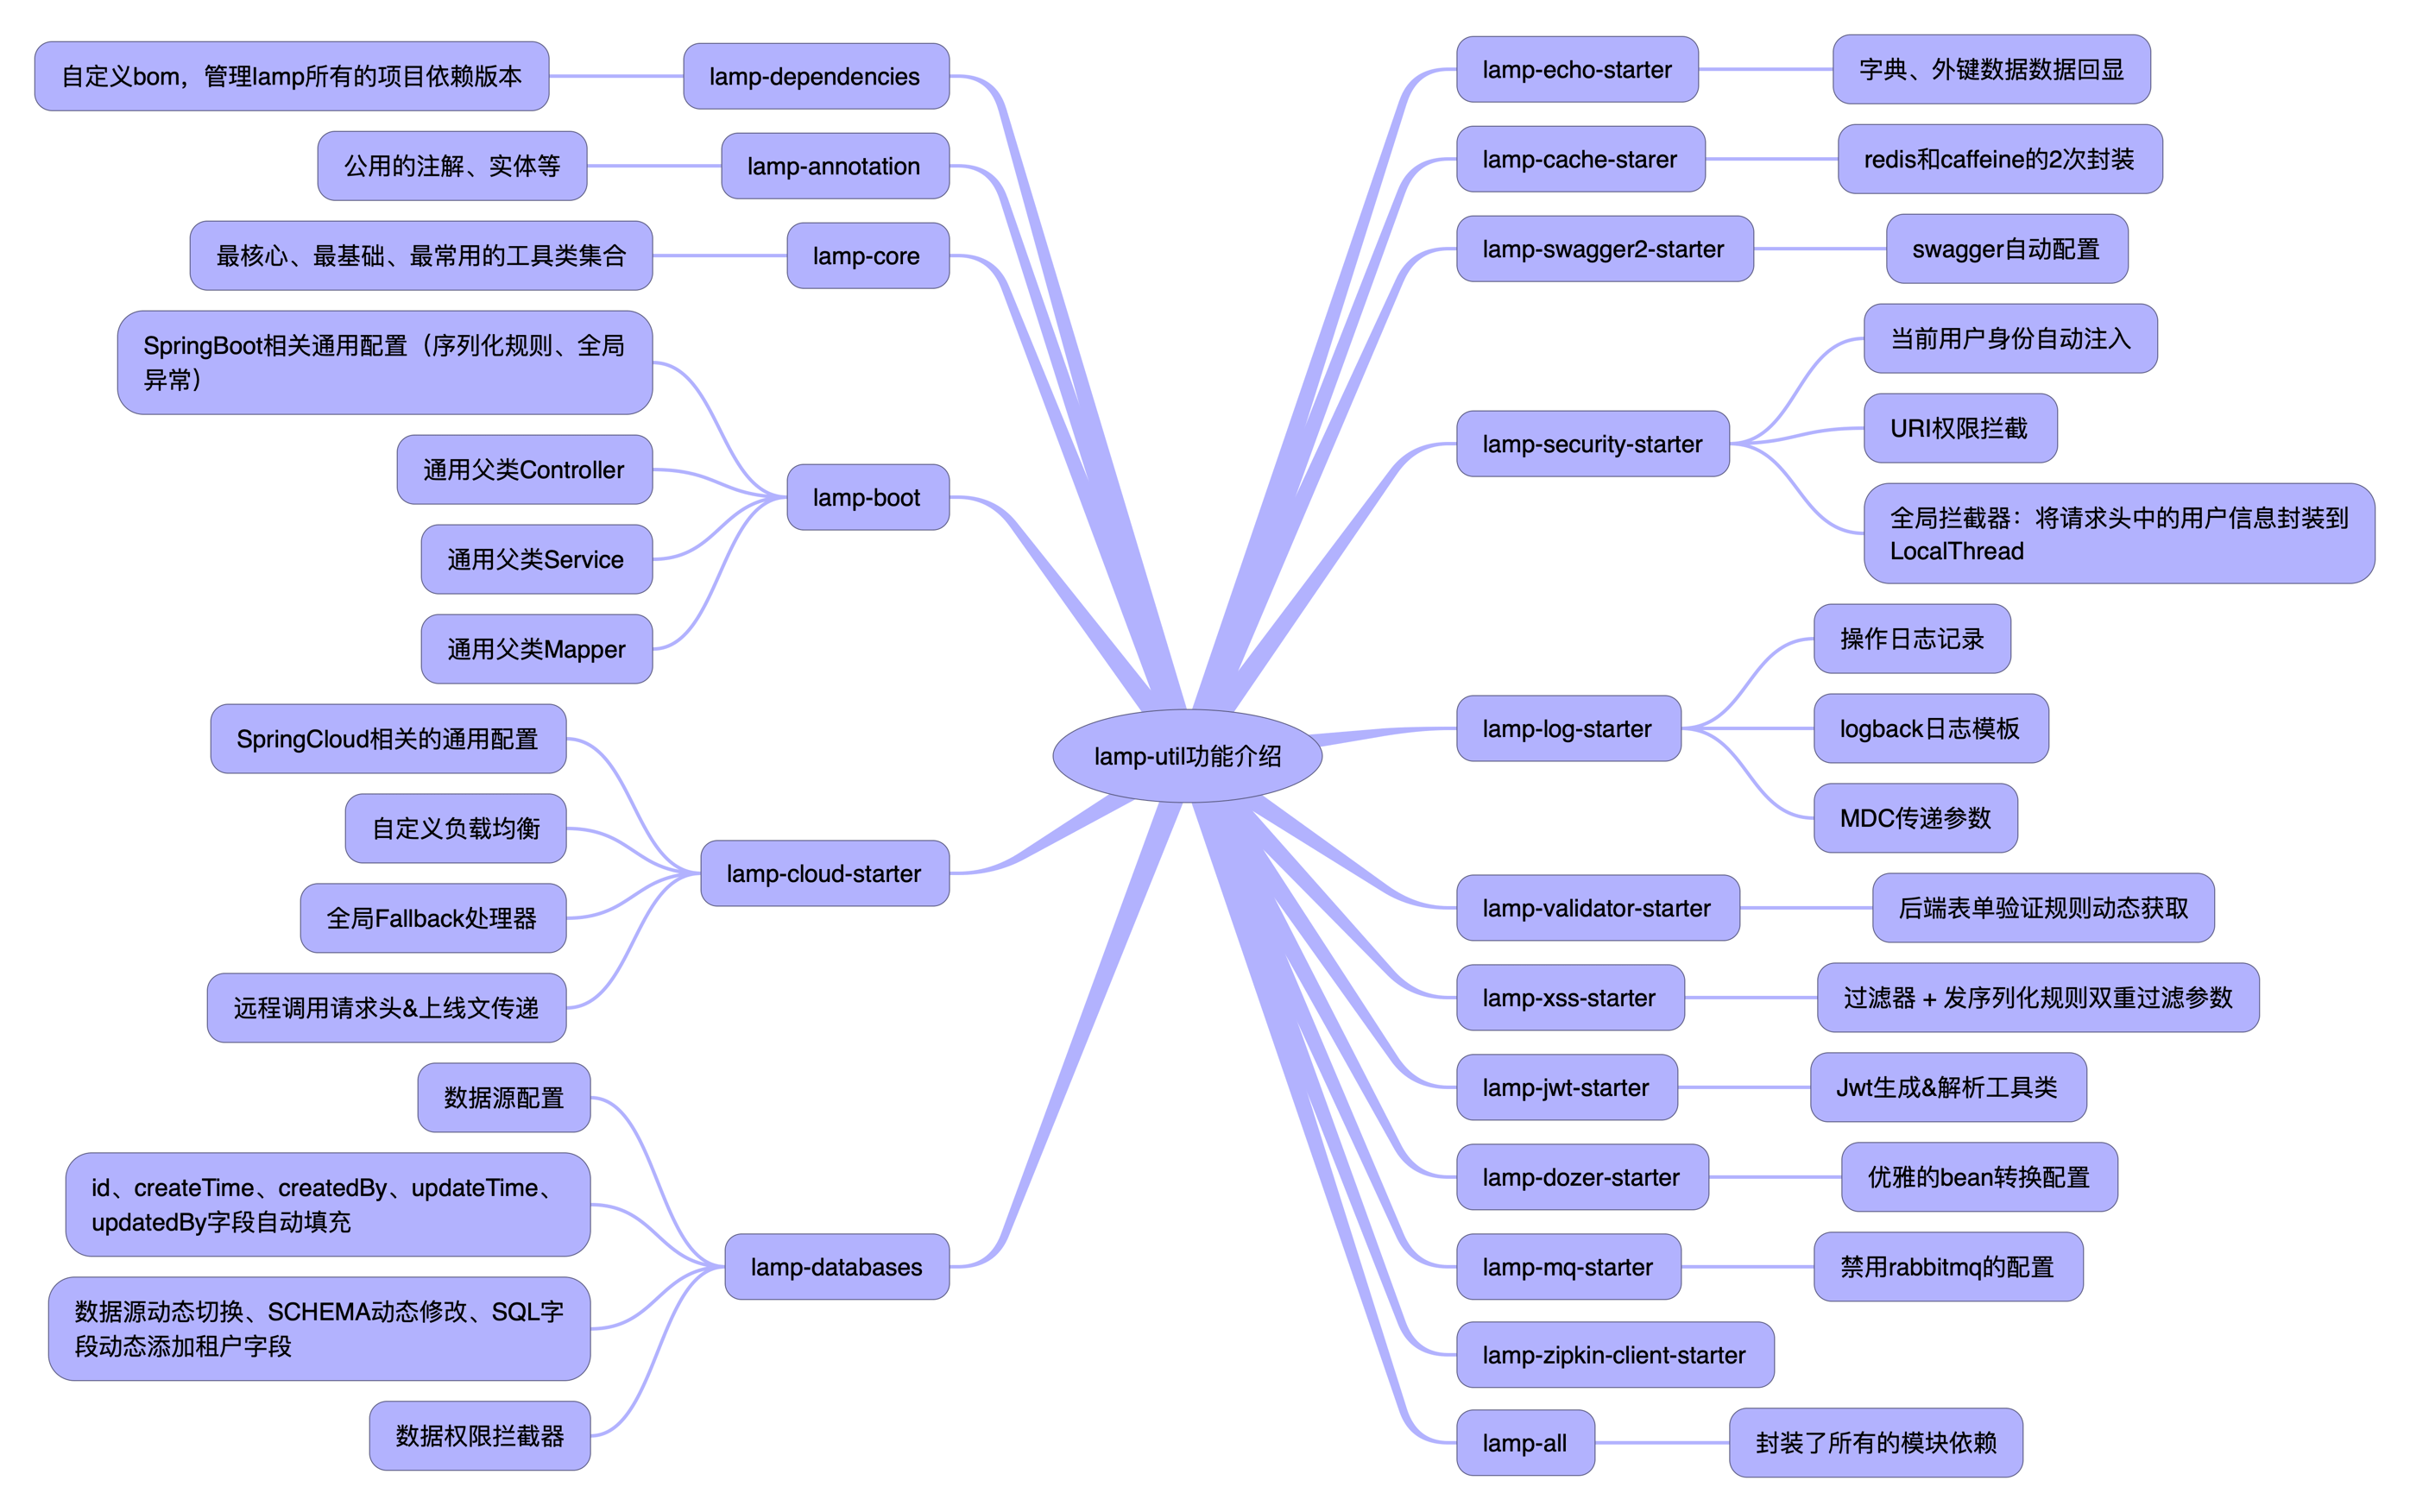 lamp-util功能介绍
lamp-dependencies
自定义bom，管理lamp所有的项目依赖版本
lamp-annotation
公用的注解、实体等
lamp-core
最核心、最基础、最常用的工具类集合
lamp-boot
SpringBoot相关通用配置（序列化规则、全局
异常）
通用父类Controller
通用父类Service
通用父类Mapper
lamp-cloud-starter
SpringCloud相关的通用配置
自定义负载均衡
全局Fallback处理器
远程调用请求头&上线文传递
lamp-databases
数据源配置
id、createTime、createdBy、updateTime、
updatedBy字段自动填充
数据源动态切换、SCHEMA动态修改、SQL字
段动态添加租户字段
数据权限拦截器
lamp-echo-starter
字典、外键数据数据回显
lamp-cache-starer
redis和caffeine的2次封装
lamp-swagger2-starter
swagger自动配置
lamp-security-starter
当前用户身份自动注入
URI权限拦截
全局拦截器：将请求头中的用户信息封装到
LocalThread
lamp-log-starter
操作日志记录
logback日志模板
MDC传递参数
lamp-validator-starter
后端表单验证规则动态获取
lamp-xss-starter
过滤器 + 发序列化规则双重过滤参数
lamp-jwt-starter
Jwt生成&解析工具类
lamp-dozer-starter
优雅的bean转换配置
lamp-mq-starter
禁用rabbitmq的配置
lamp-zipkin-client-starter
lamp-all
封装了所有的模块依赖